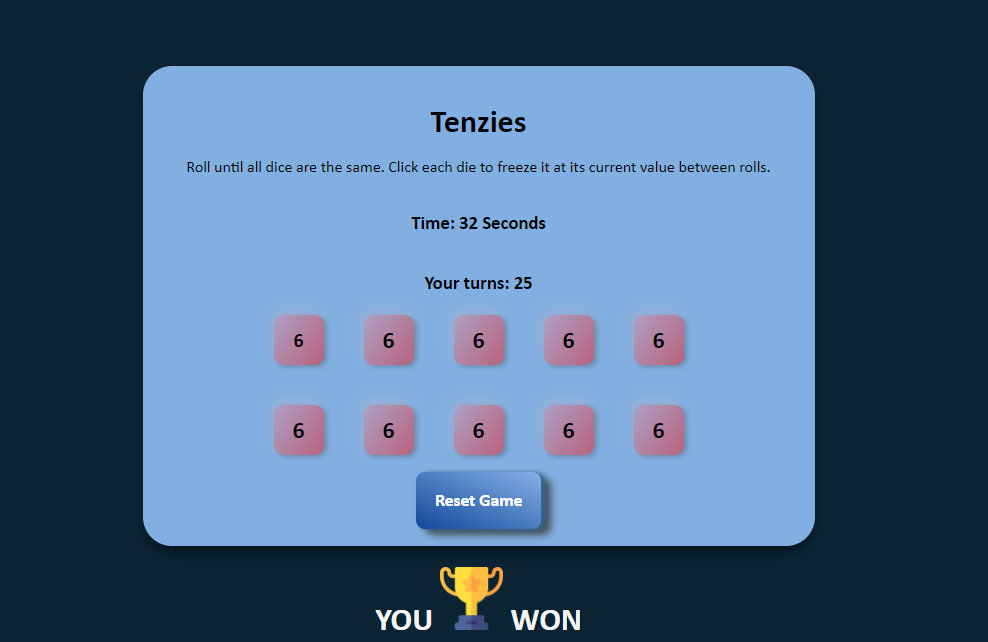 Tenzies
Roll until all dice are the same. Click each die to freeze it at its current value between rolls.
Time: 32 Seconds
Your turns: 25
6 6 6 6 6
6 6 6 6 6
Reset Game
YOU WON